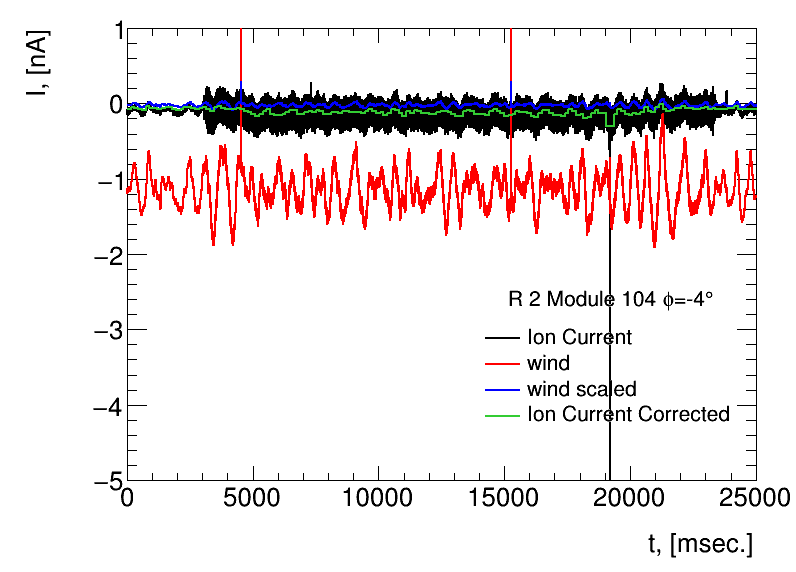 I, [nA]
1
0
−1
−2
−3
−4
−5
R 2 Module 104 ϕ=-4°
Ion Current
wind
wind scaled
Ion Current Corrected
0 5000 10000 15000 20000 25000
t, [msec.]